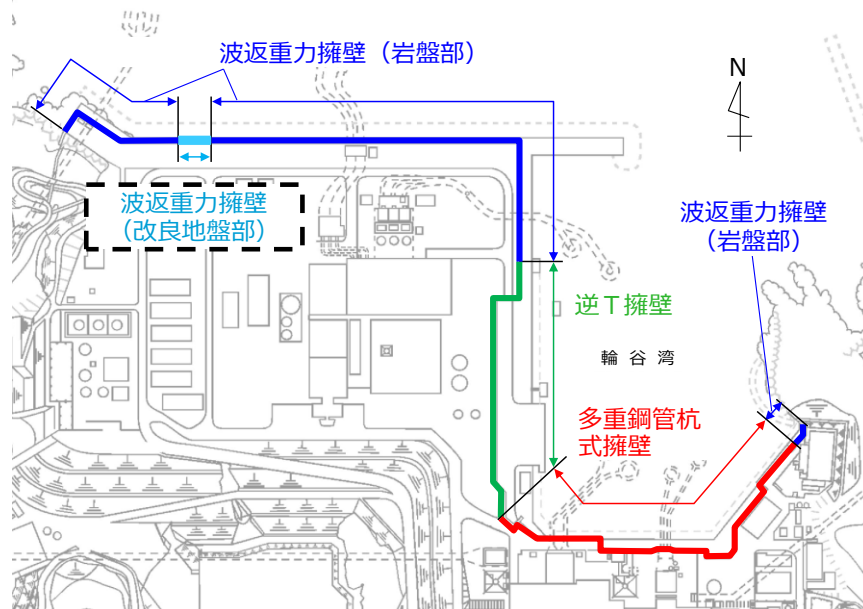 波返重力擁壁（岩盤部）
N
波返重力擁壁
（改良地盤部）
波返重力擁壁
（岩盤部）
逆Ｔ擁壁
輪谷湾
多重鋼管杭
式擁壁